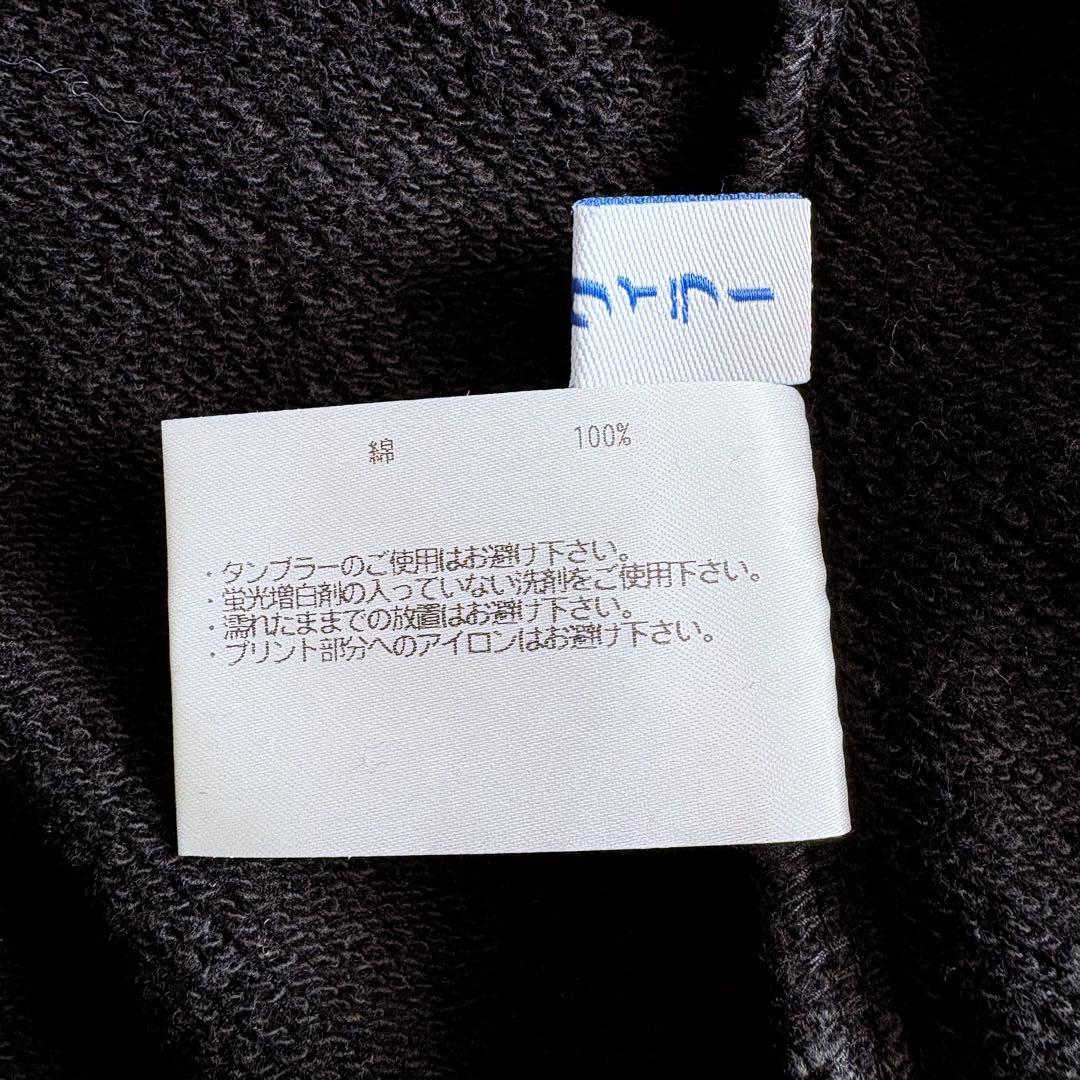 綿 100%
・タンブラーのご使用はお避け下さい。
・蛍光増白剤の入っていない洗剤をご使用下さい。
・濡れたままでの放置はお避け下さい。
・プリント部分へのアイロンはお避け下さい。